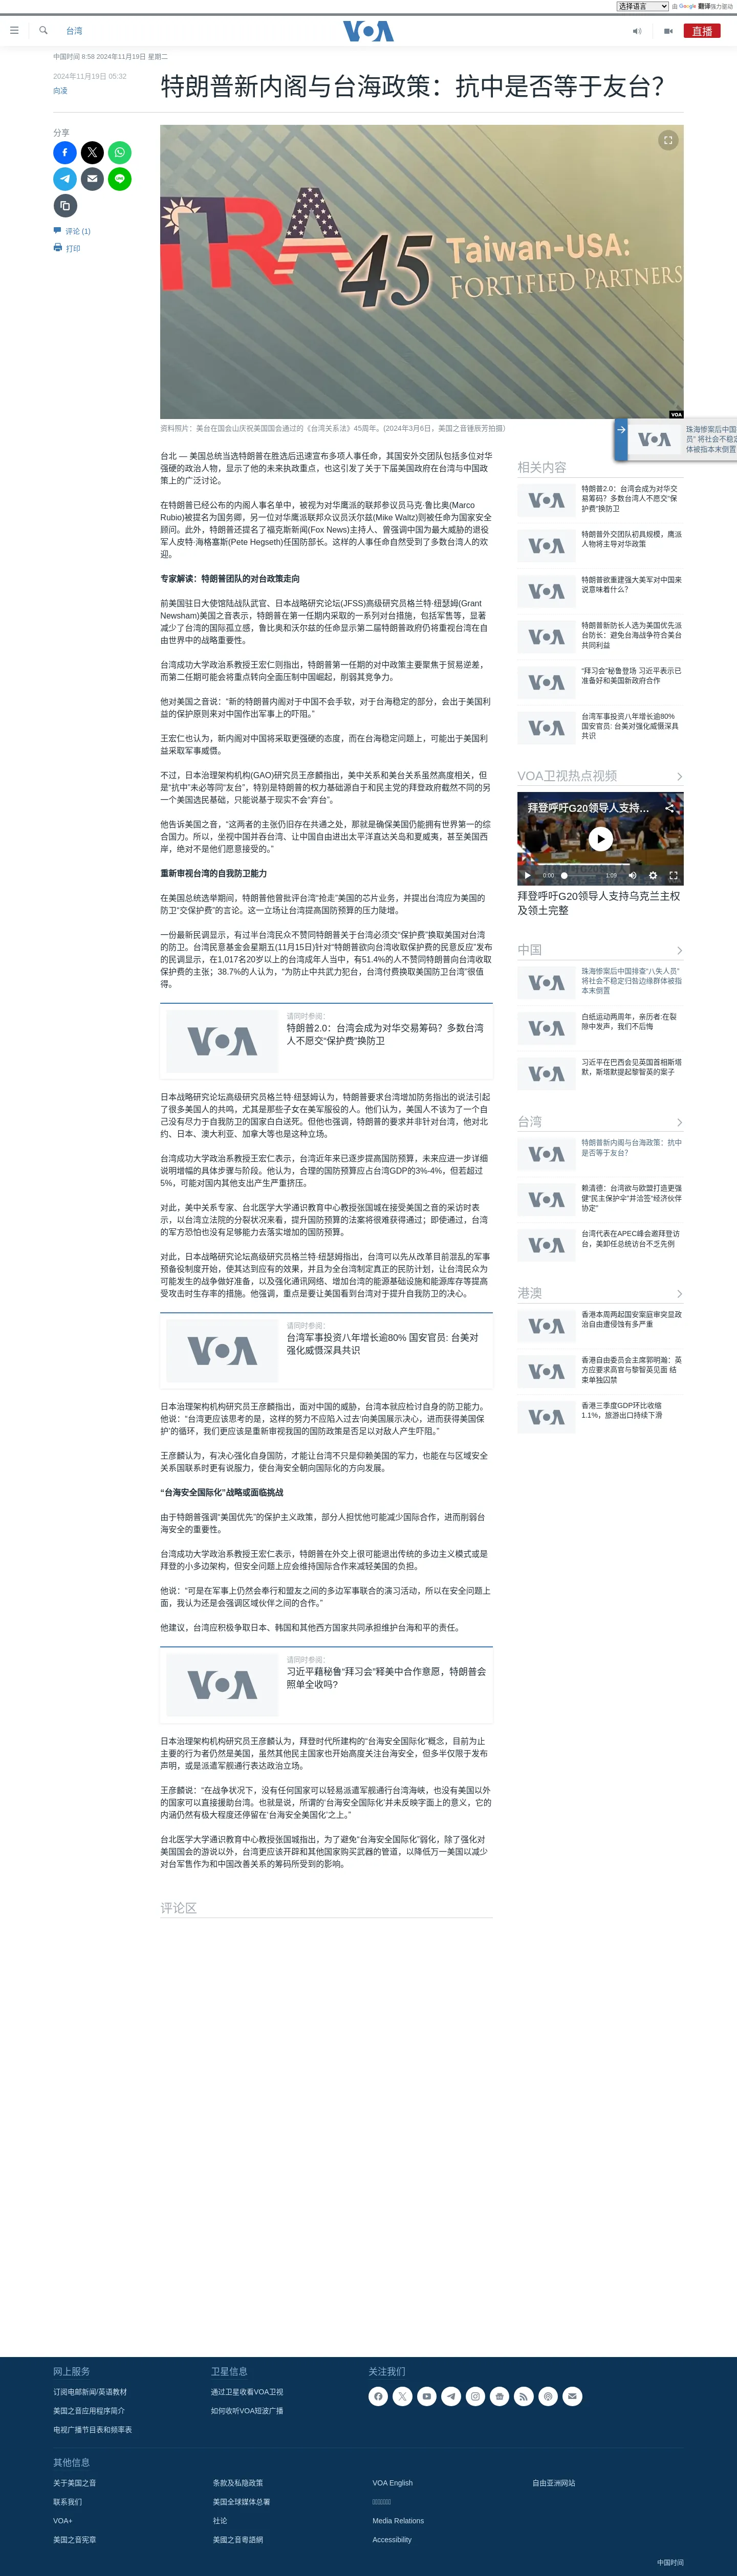 选择语言 由 Google 翻译强力驱动
台湾
VOA
直播
中国时间 8:58 2024年11月19日 星期二
2024年11月19日 05:32
向凌
特朗普新内阁与台海政策：抗中是否等于友台？
分享
评论 (1)
打印
TRA 45
Taiwan-USA:
FORTIFIED PARTNERS
VOA
资料照片：美台在国会山庆祝美国国会通过的《台湾关系法》45周年。(2024年3月6日，美国之音锺辰芳拍摄）
台北 — 美国总统当选特朗普在胜选后迅速宣布多项人事任命，其国安外交团队包括多位对华
强硬的政治人物，显示了他的未来执政重点，也这引发了关于下届美国政府在台湾与中国政
策上的广泛讨论。
在特朗普已经公布的内阁人事名单中，被视为对华鹰派的联邦参议员马克·鲁比奥(Marco
Rubio)被提名为国务卿，另一位对华鹰派联邦众议员沃尔兹(Mike Waltz)则被任命为国家安全
顾问。此外，特朗普还提名了福克斯新闻(Fox News)主持人、曾强调中国为最大威胁的退役
军人皮特·海格塞斯(Pete Hegseth)任国防部长。这样的人事任命自然受到了多数台湾人的欢
迎。
专家解读：特朗普团队的对台政策走向
前美国驻日大使馆陆战队武官、日本战略研究论坛(JFSS)高级研究员格兰特·纽瑟姆(Grant
Newsham)美国之音表示，特朗普在第一任期内采取的一系列对台措施，包括军售等，显著
减少了台湾的国际孤立感，鲁比奥和沃尔兹的任命显示第二届特朗普政府仍将重视台湾在自
由世界中的战略重要性。
台湾成功大学政治系教授王宏仁则指出，特朗普第一任期的对中政策主要聚焦于贸易逆差，
而第二任期可能会将重点转向全面压制中国崛起，削弱其竞争力。
他对美国之音说：“新的特朗普内阁对于中国不会手软，对于台海稳定的部分，会出于美国利
益的保护原则来对中国作出军事上的吓阻。”
王宏仁也认为，新内阁对中国将采取更强硬的态度，而在台海稳定问题上，可能出于美国利
益采取军事威慑。
不过，日本治理架构机构(GAO)研究员王彦麟指出，美中关系和美台关系虽然高度相关，但
是“抗中”未必等同“友台”，特别是特朗普的权力基础源自于和民主党的拜登政府截然不同的另
一个美国选民基础，只能说基于现实不会“弃台”。
他告诉美国之音，“这两者的主张仍旧存在共通之处，那就是确保美国仍能拥有世界第一的综
合国力。所以，坐视中国并吞台湾、让中国自由进出太平洋直达关岛和夏威夷，甚至美国西
岸，绝对不是他们愿意接受的。”
重新审视台湾的自我防卫能力
在美国总统选举期间，特朗普他曾批评台湾“抢走”美国的芯片业务，并提出台湾应为美国的
防卫“交保护费”的言论。这一立场让台湾提高国防预算的压力陡增。
一份最新民调显示，有过半台湾民众不赞同特朗普关于台湾必须交“保护费”换取美国对台湾
的防卫。台湾民意基金会星期五(11月15日)针对“特朗普欲向台湾收取保护费的民意反应”发布
的民调显示，在1,017名20岁以上的台湾成年人当中，有51.4%的人不赞同特朗普向台湾收取
保护费的主张；38.7%的人认为，“为防止中共武力犯台，台湾付费换取美国防卫台湾”很值
得。
请同时参阅：
特朗普2.0：台湾会成为对华交易筹码？多数台湾
人不愿交“保护费”换防卫
日本战略研究论坛高级研究员格兰特·纽瑟姆认为，特朗普要求台湾增加防务指出的说法引起
了很多美国人的共鸣，尤其是那些子女在美军服役的人。他们认为，美国人不该为了一个自
己没有尽力于自我防卫的国家白白送死。但他也强调，特朗普的要求并非针对台湾，他对北
约、日本、澳大利亚、加拿大等也是这种立场。
台湾成功大学政治系教授王宏仁表示，台湾近年来已逐步提高国防预算，未来应进一步详细
说明增幅的具体步骤与阶段。他认为，合理的国防预算应占台湾GDP的3%-4%，但若超过
5%，可能对国内其他支出产生严重挤压。
对此，美中关系专家、台北医学大学通识教育中心教授张国城在接受美国之音的采访时表
示，以台湾立法院的分裂状况来看，提升国防预算的法案将很难获得通过；即使通过，台湾
的军方恐怕也没有足够能力去落实增加的国防预算。
对此，日本战略研究论坛高级研究员格兰特·纽瑟姆指出，台湾可以先从改革目前混乱的军事
预备役制度开始，使其达到应有的效果，并且为全台湾制定真正的民防计划，让台湾民众为
可能发生的战争做好准备，以及强化通讯网络、增加台湾的能源基础设施和能源库存等提高
受攻击时生存率的措施。他强调，重点是要让美国看到台湾对于提升自我防卫的决心。
请同时参阅：
台湾军事投资八年增长逾80% 国安官员: 台美对
强化威慑深具共识
日本治理架构机构研究员王彦麟指出，面对中国的威胁，台湾本就应检讨自身的防卫能力。
他说：“台湾更应该思考的是，这样的努力不应陷入过去‘向美国展示决心，进而获得美国保
护’的循环，我们更应该是重新审视我国的国防政策是否足以对敌人产生吓阻。”
王彦麟认为，有决心强化自身国防，才能让台湾不只是仰赖美国的军力，也能在与区域安全
关系国联系时更有说服力，使台海安全朝向国际化的方向发展。
“台海安全国际化”战略或面临挑战
由于特朗普强调“美国优先”的保护主义政策，部分人担忧他可能减少国际合作，进而削弱台
海安全的重要性。
台湾成功大学政治系教授王宏仁表示，特朗普在外交上很可能退出传统的多边主义模式或是
拜登的小多边架构，但安全问题上应会维持国际合作来减轻美国的负担。
他说：“可是在军事上仍然会奉行和盟友之间的多边军事联合的演习活动，所以在安全问题上
面，我认为还是会强调区域伙伴之间的合作。”
他建议，台湾应积极争取日本、韩国和其他西方国家共同承担维护台海和平的责任。
请同时参阅：
习近平藉秘鲁“拜习会”释美中合作意愿，特朗普会
照单全收吗?
日本治理架构机构研究员王彦麟认为，拜登时代所建构的“台海安全国际化”概念，目前为止
主要的行为者仍然是美国，虽然其他民主国家也开始高度关注台海安全，但多半仅限于发布
声明，或是派遣军舰通行表达政治立场。
王彦麟说：“在战争状况下，没有任何国家可以轻易派遣军舰通行台湾海峡，也没有美国以外
的国家可以直接援助台湾。也就是说，所谓的‘台海安全国际化’并未反映字面上的意义，它的
内涵仍然有极大程度还停留在‘台海安全美国化’之上。”
台北医学大学通识教育中心教授张国城指出，为了避免“台海安全国际化”弱化，除了强化对
美国国会的游说以外，台湾更应该开辟和其他国家购买武器的管道，以降低万一美国以减少
对台军售作为和中国改善关系的筹码所受到的影响。
评论区
珠海惨案后中国
员” 将社会不稳定
体被指本末倒置
相关内容
特朗普2.0：台湾会成为对华交
易筹码？多数台湾人不愿交“保
护费”换防卫
特朗普外交团队初具规模，鹰派
人物将主导对华政策
特朗普欲重建强大美军对中国来
说意味着什么？
特朗普新防长人选为美国优先派
台防长：避免台海战争符合美台
共同利益
“拜习会”秘鲁登场 习近平表示已
准备好和美国新政府合作
台湾军事投资八年增长逾80%
国安官员: 台美对强化威慑深具
共识
VOA卫视热点视频
拜登呼吁G20领导人支持...
0:00 1:09
拜登呼吁G20领导人支持乌克兰主权
及领土完整
中国
珠海惨案后中国排查“八失人员”
将社会不稳定归咎边缘群体被指
本末倒置
白纸运动两周年，亲历者:在裂
隙中发声，我们不后悔
习近平在巴西会见英国首相斯塔
默，斯塔默提起黎智英的案子
台湾
特朗普新内阁与台海政策：抗中
是否等于友台？
赖清德：台湾欲与欧盟打造更强
健“民主保护伞”并洽签“经济伙伴
协定”
台湾代表在APEC峰会邀拜登访
台，美卸任总统访台不乏先例
港澳
香港本周两起国安案庭审突显政
治自由遭侵蚀有多严重
香港自由委员会主席郭明瀚：英
方应要求高官与黎智英见面 结
束单独囚禁
香港三季度GDP环比收缩
1.1%，旅游出口持续下滑
网上服务
订阅电邮新闻/英语教材
美国之音应用程序简介
电视广播节目表和频率表
卫星信息
通过卫星收看VOA卫视
如何收听VOA短波广播
关注我们
其他信息
关于美国之音 条款及私隐政策 VOA English 自由亚洲网站
联系我们 美国全球媒体总署
VOA+ 社论 Media Relations
美国之音宪章 美國之音粵語網 Accessibility
中国时间